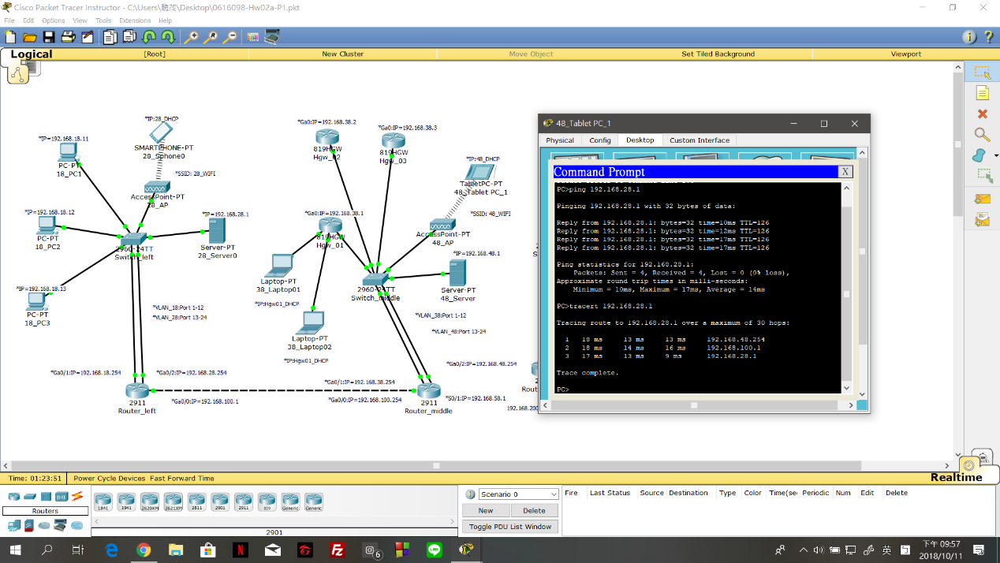 Cisco Packet Tracer Instructor - C:\Users\醜茂\Desktop\0616098-Hw02a-P1.pkt
File Edit Options View Tools Extensions Help
Logical [Root] New Cluster Move Object Set Tiled Background Viewport
*IP:28_DHCP
SMARTPHONE-PT
28_Sphone0
*IP=192.168.18.11
PC-PT
18_PC1
*SSID: 28_WIFI
AccessPoint-PT
28_AP
*IP=192.168.18.12
PC-PT
18_PC2
*IP=192.168.28.1
Server-PT
28_Server0
2960-24TT
Switch_left
*IP=192.168.18.13
PC-PT
18_PC3
*VLAN_18:Port 1-12
*VLAN_28:Port 13-24
*Ga0/1:IP=192.168.18.254
*Ga0/2:IP=192.168.28.254
2911
Router_left
*Ga0/0:IP=192.168.100.1
*Ga0:IP=192.168.38.2
819HGW
Hgw_02
*Ga0:IP=192.168.38.3
819HGW
Hgw_03
*IP:48_DHCP
TabletPC-PT
48_Tablet PC_1
*Ga0:IP=192.168.38.1
819HGW
Hgw_01
*SSID: 48_WIFI
AccessPoint-PT
48_AP
*IP=192.168.48.1
Server-PT
48_Server
Laptop-PT
38_Laptop01
*IP:Hgw01_DHCP
2960-24TT
Switch_middle
Laptop-PT
38_Laptop02
*IP:Hgw01_DHCP
*VLAN_38:Port 1-12
*VLAN_48:Port 13-24
*Ga0/2:IP=192.168.48.254
*Ga0/1:IP=192.168.38.254
*Ga0/0:IP=192.168.100.254
2911
Router_middle
*S0/1:IP=192.168.58.1
192.168.200
48_Tablet PC_1
Physical Config Desktop Custom Interface
Command Prompt X
PC>ping 192.168.28.1
Pinging 192.168.28.1 with 32 bytes of data:
Reply from 192.168.28.1: bytes=32 time=10ms TTL=126
Reply from 192.168.28.1: bytes=32 time=12ms TTL=126
Reply from 192.168.28.1: bytes=32 time=17ms TTL=126
Reply from 192.168.28.1: bytes=32 time=17ms TTL=126
Ping statistics for 192.168.28.1:
Packets: Sent = 4, Received = 4, Lost = 0 (0% loss),
Approximate round trip times in milli-seconds:
Minimum = 10ms, Maximum = 17ms, Average = 14ms
PC>tracert 192.168.28.1
Tracing route to 192.168.28.1 over a maximum of 30 hops:
1 18 ms 13 ms 13 ms 192.168.48.254
2 18 ms 14 ms 16 ms 192.168.100.1
3 17 ms 13 ms 9 ms 192.168.28.1
Trace complete.
PC>
Time: 01:23:51 Power Cycle Devices Fast Forward Time
Realtime
Routers
1841 1941 2620XM 2621XM 2811 2901 2911 819 Generic Generic
2901
Scenario 0
New Delete
Toggle PDU List Window
Fire Last Status Source Destination Type Color Time(sec Periodic Num Edit Delete
英
下午 09:57
2018/10/11